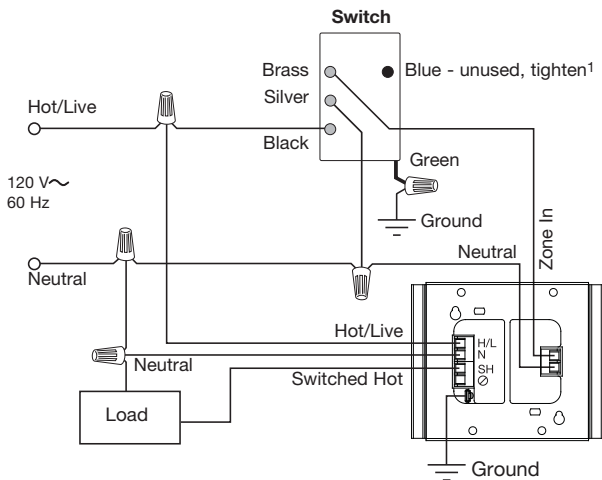 Switch
Brass
Blue - unused, tighten1
Silver
Hot/Live
Black
Green
120 V~
60 Hz
Ground
Zone In
Neutral
Neutral
Hot/Live
H/L
N
Neutral
SH
Switched Hot
Load
Ground